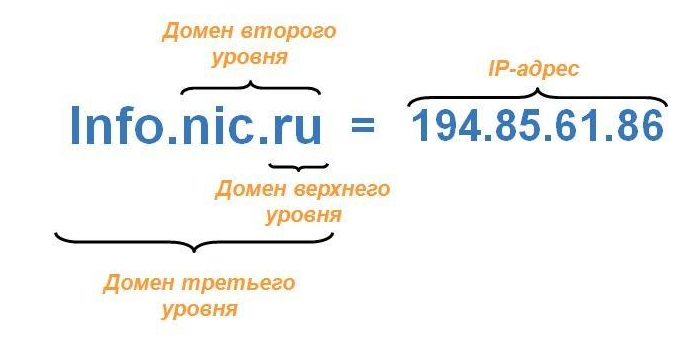 Домен второго
уровня
IP-адрес
Info.nic.ru = 194.85.61.86
Домен верхнего
уровня
Домен третьего
уровня